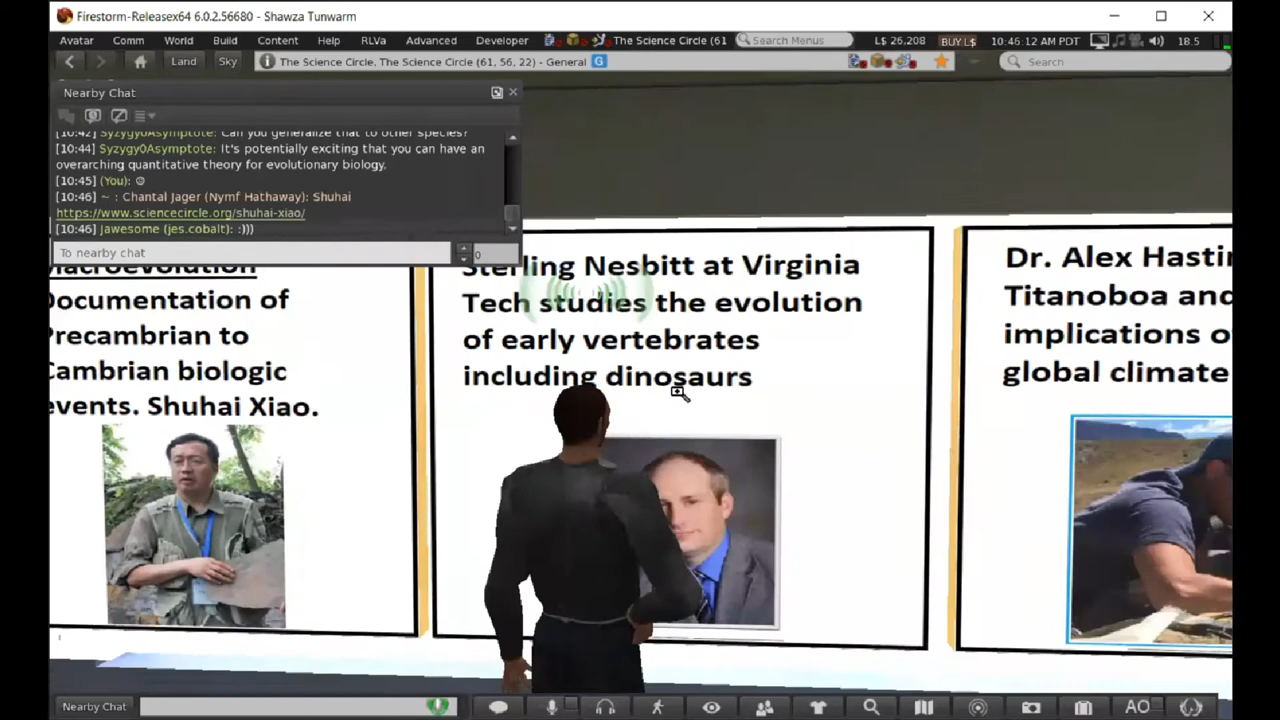 Firestorm-Releasex64 6.0.2.56680 - Shawza Tunwarm
Avatar Comm World Build Content Help RLVa Advanced Developer The Science Circle (61 Search Menus L$ 26,208 BUY L$ 10:46:12 AM PDT 18.5
Land Sky The Science Circle, The Science Circle (61, 56, 22) - General G Search
Nearby Chat
[10:42] Syzygy0Asymptote: Can you generalize that to other species?
[10:44] Syzygy0Asymptote: It's potentially exciting that you can have an
overarching quantitative theory for evolutionary biology.
[10:45] (You): ☺
[10:46] ~ : Chantal Jager (Nymf Hathaway): Shuhai
https://www.sciencecircle.org/shuhai-xiao/
[10:46] Jawesome (jes.cobalt): :)))
To nearby chat 0
Macroevolution
Documentation of
Precambrian to
Cambrian biologic
events. Shuhai Xiao.
Sterling Nesbitt at Virginia
Tech studies the evolution
of early vertebrates
including dinosaurs
Dr. Alex Hastin
Titanoboa and
implications o
global climate
Nearby Chat AO